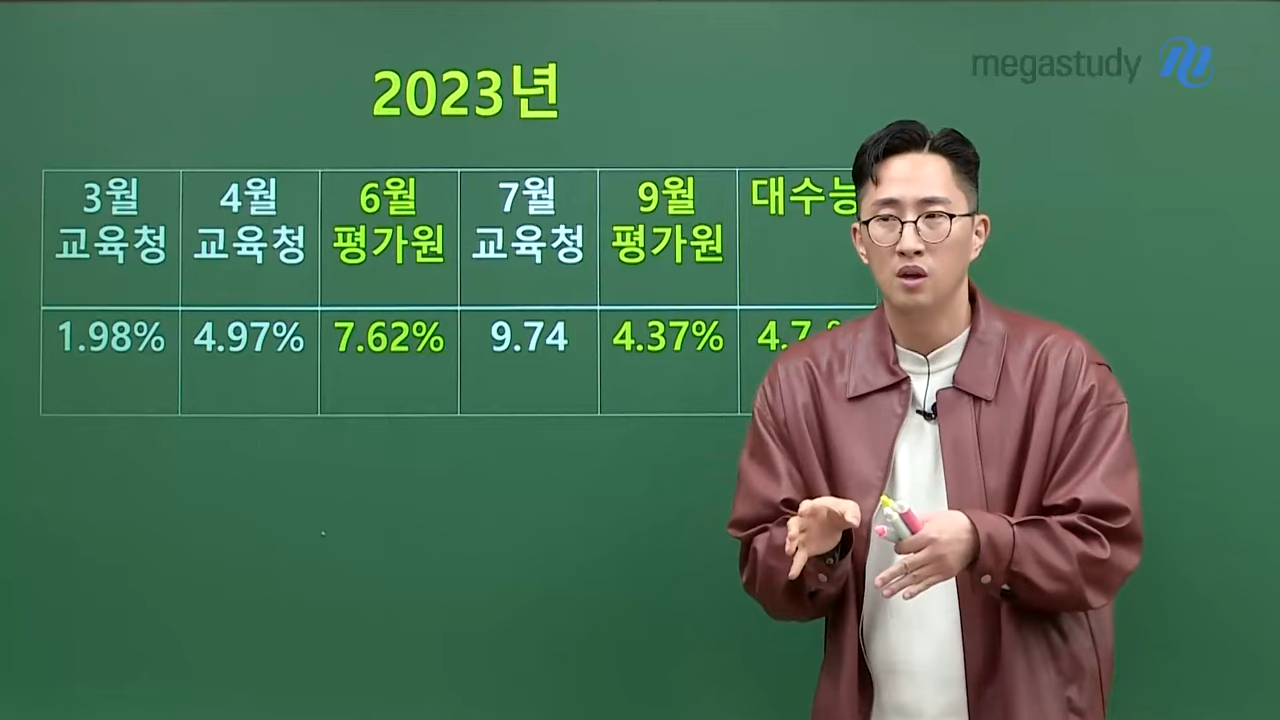 megastudy
2023년
3월 4월 6월 7월 9월 대수능
교육청 교육청 평가원 교육청 평가원
1.98% 4.97% 7.62% 9.74 4.37% 4.7